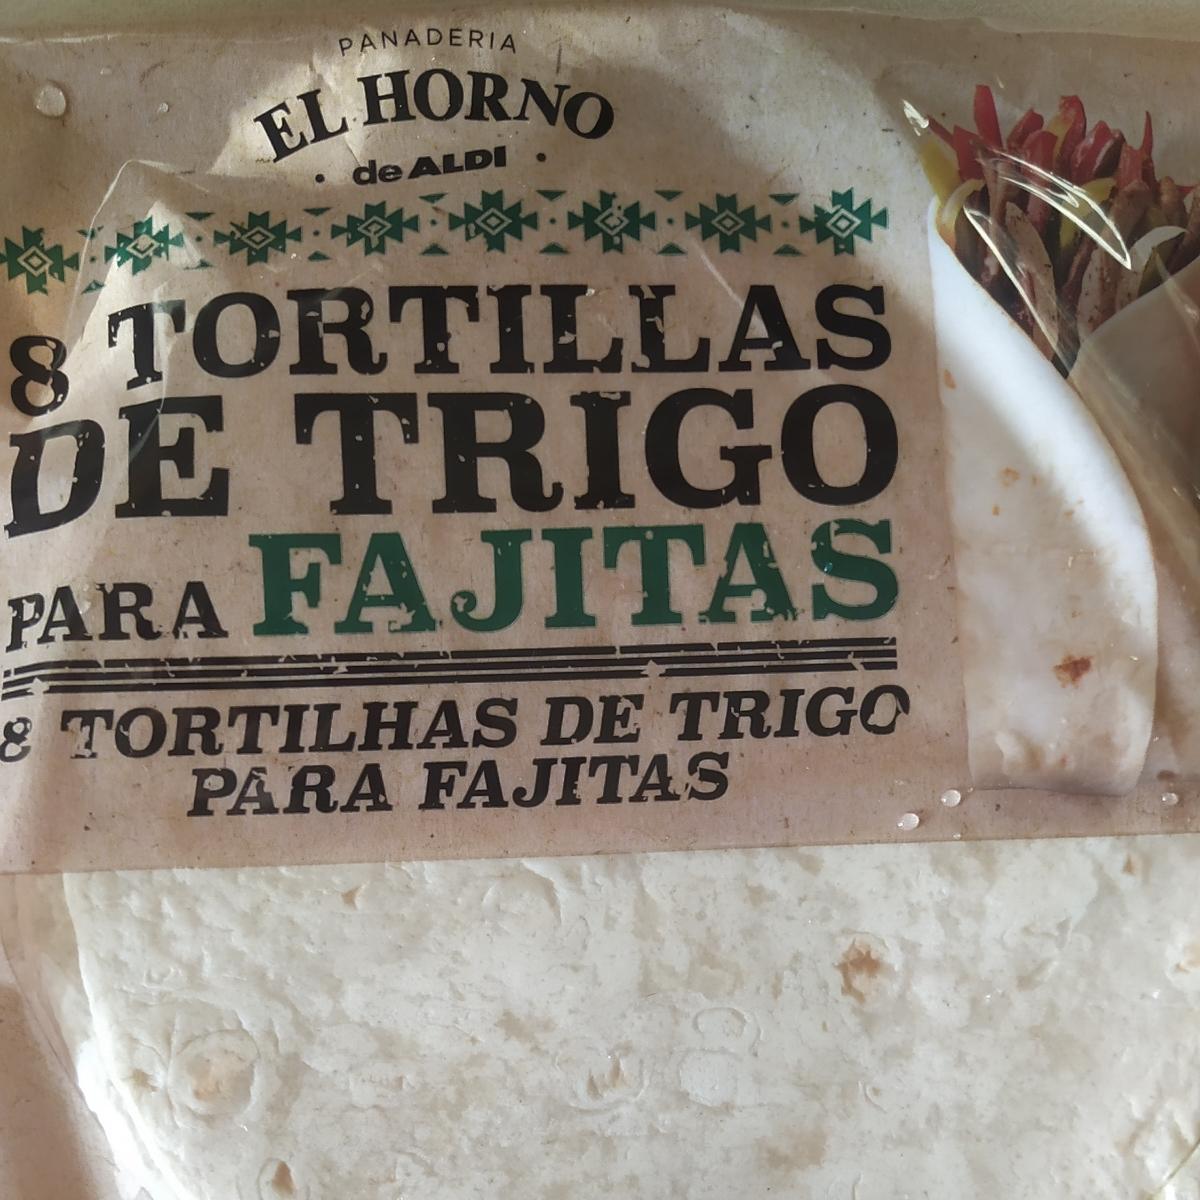 PANADERIA
EL HORNO
de ALDI
8 TORTILLAS
DE TRIGO
PARA FAJITAS
8 TORTILHAS DE TRIGO
PARA FAJITAS